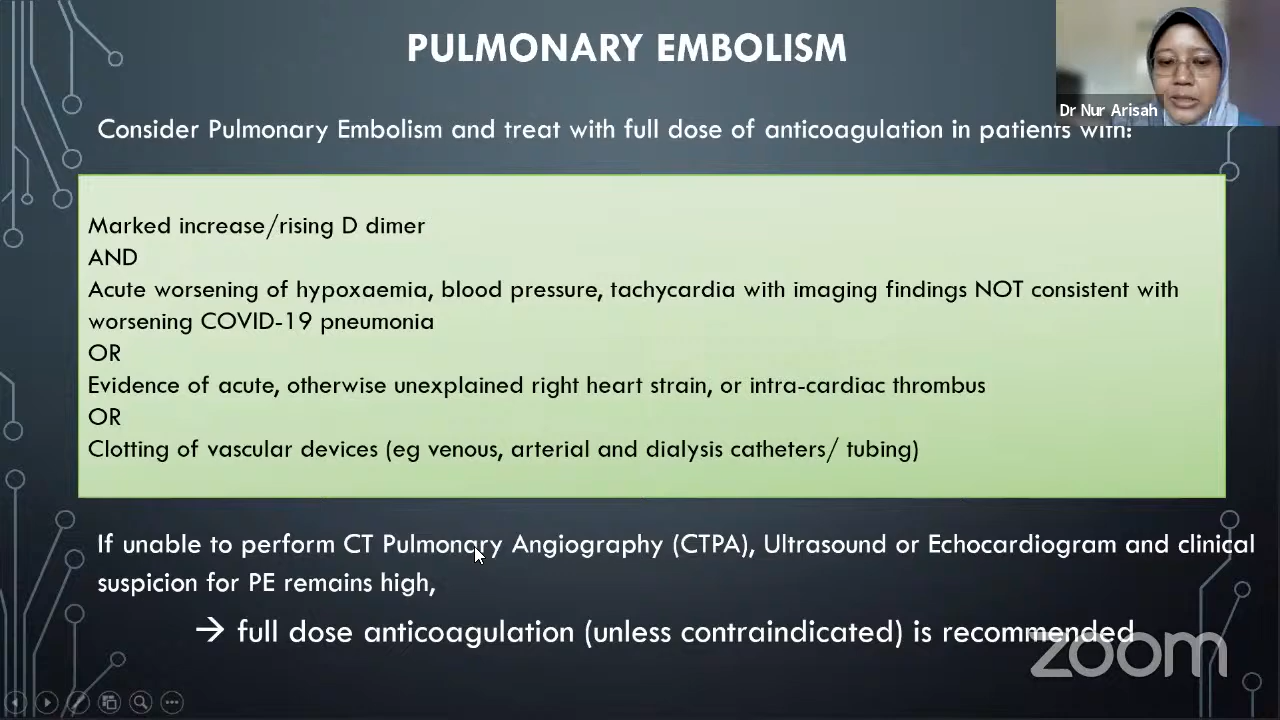 PULMONARY EMBOLISM
Dr Nur Arisah
Consider Pulmonary Embolism and treat with full dose of anticoagulation in patients with:
Marked increase/rising D dimer
AND
Acute worsening of hypoxaemia, blood pressure, tachycardia with imaging findings NOT consistent with
worsening COVID-19 pneumonia
OR
Evidence of acute, otherwise unexplained right heart strain, or intra-cardiac thrombus
OR
Clotting of vascular devices (eg venous, arterial and dialysis catheters/ tubing)
If unable to perform CT Pulmonary Angiography (CTPA), Ultrasound or Echocardiogram and clinical
suspicion for PE remains high,
→ full dose anticoagulation (unless contraindicated) is recommended
zoom